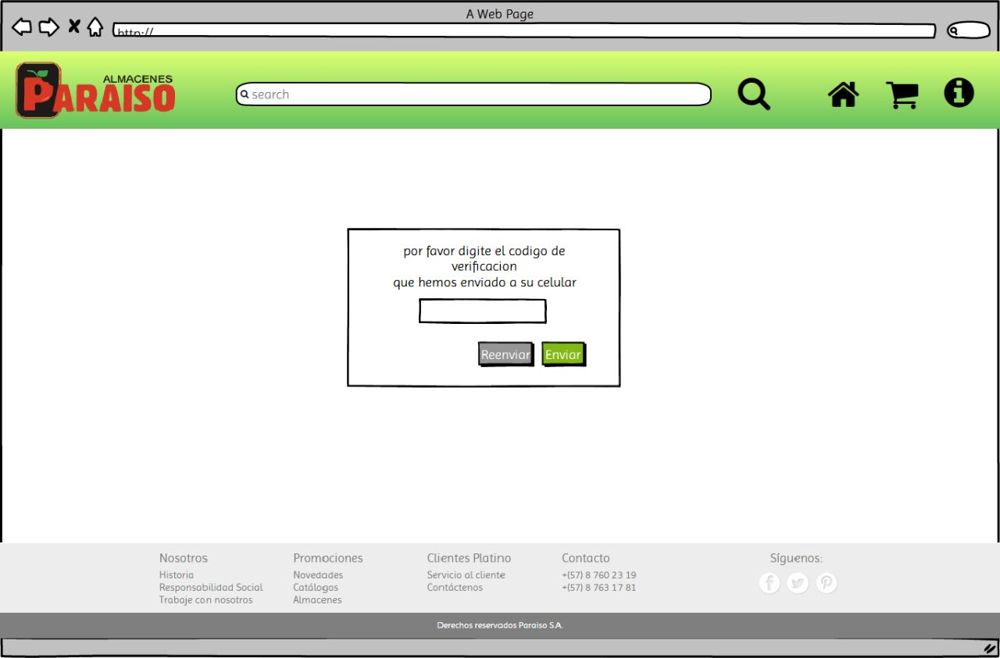 A Web Page
http://
ALMACENES
PARAISO
search
por favor digite el codigo de
verificacion
que hemos enviado a su celular
Reenviar
Enviar
Nosotros
Historia
Responsabilidad Social
Trabaje con nosotros
Promociones
Novedades
Catálogos
Almacenes
Clientes Platino
Servicio al cliente
Contáctenos
Contacto
+(57) 8 760 23 19
+(57) 8 763 17 81
Síguenos:
Derechos reservados Paraiso S.A.